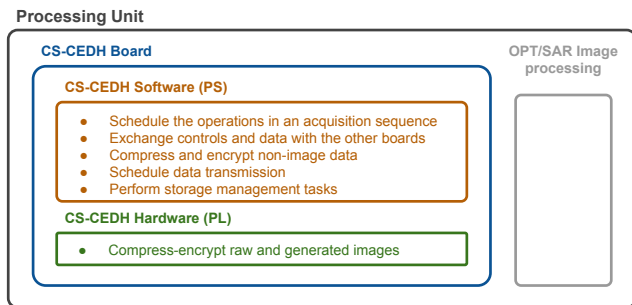 Processing Unit
CS-CEDH Board
OPT/SAR Image
processing
CS-CEDH Software (PS)
● Schedule the operations in an acquisition sequence
● Exchange controls and data with the other boards
● Compress and encrypt non-image data
● Schedule data transmission
● Perform storage management tasks
CS-CEDH Hardware (PL)
● Compress-encrypt raw and generated images